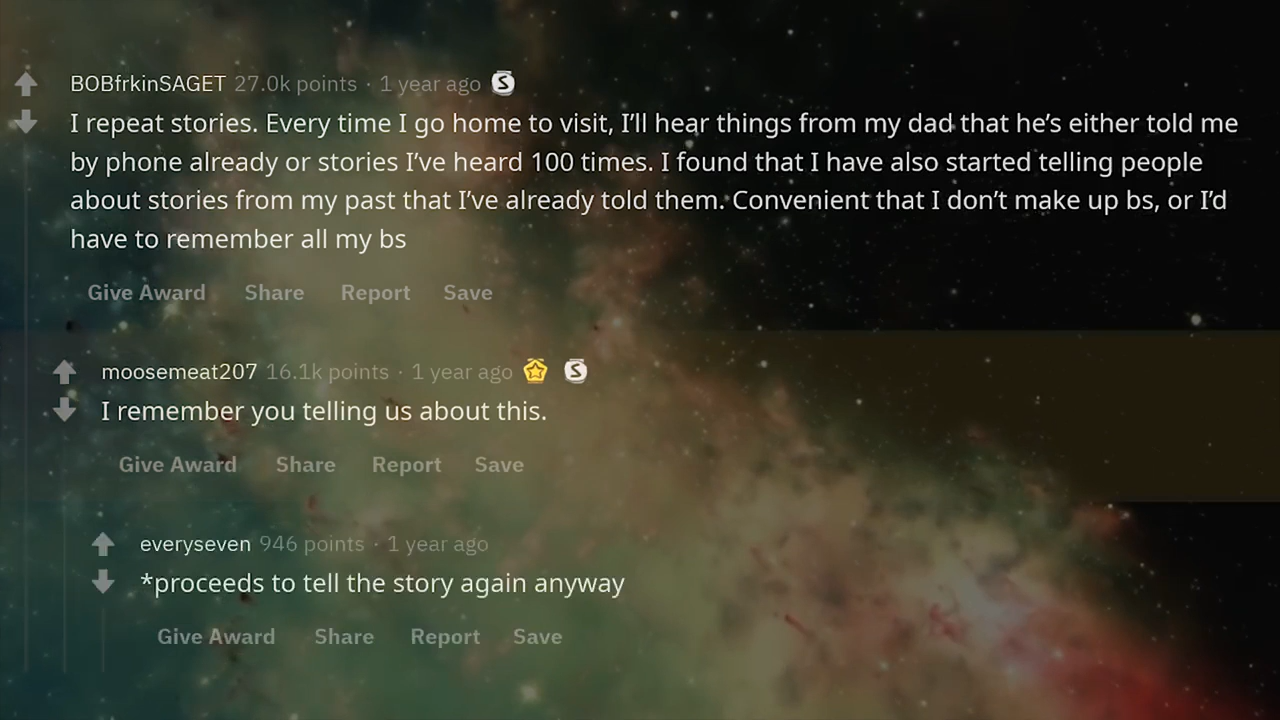 BOBfrkinSAGET 27.0k points · 1 year ago S
I repeat stories. Every time I go home to visit, I’ll hear things from my dad that he’s either told me
by phone already or stories I’ve heard 100 times. I found that I have also started telling people
about stories from my past that I’ve already told them. Convenient that I don’t make up bs, or I’d
have to remember all my bs
Give Award Share Report Save
moosemeat207 16.1k points · 1 year ago S
I remember you telling us about this.
Give Award Share Report Save
everyseven 946 points · 1 year ago
*proceeds to tell the story again anyway
Give Award Share Report Save